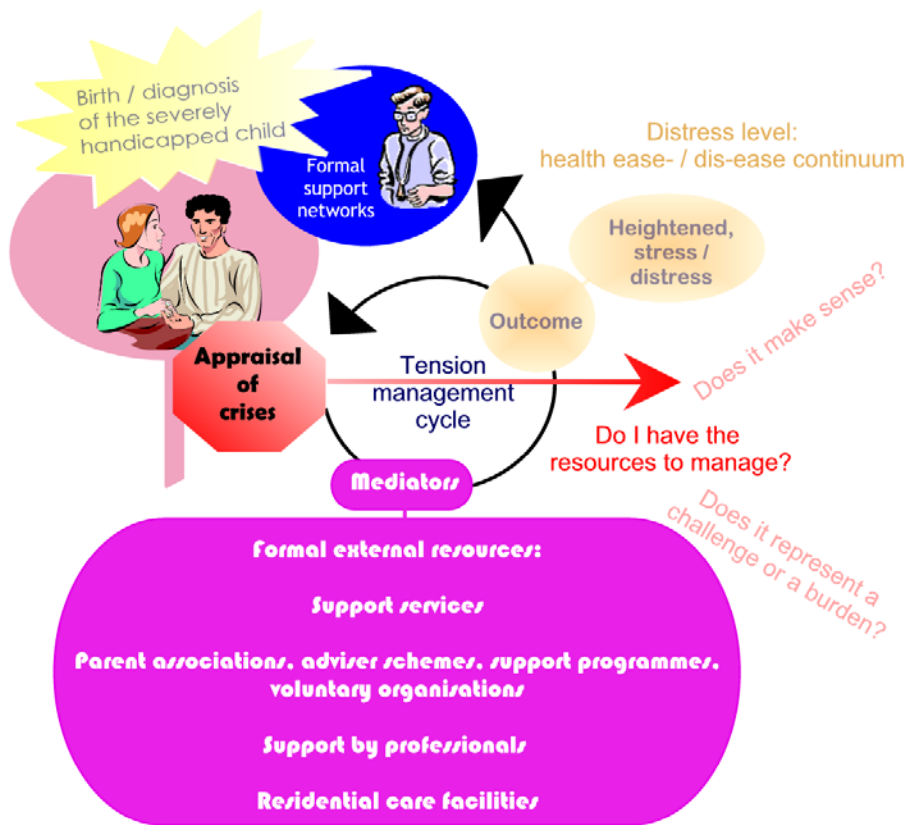 Birth / diagnosis
of the severely
handicapped child
Formal
support
networks
Distress level:
health ease- / dis-ease continuum
Heightened,
stress /
distress
Outcome
Appraisal
of
crises
Tension
management
cycle
Does it make sense?
Do I have the
resources to manage?
Does it represent a
challenge or a burden?
Mediators
Formal external resources:
Support services
Parent associations, adviser schemes, support programmes,
voluntary organisations
Support by professionals
Residential care facilities